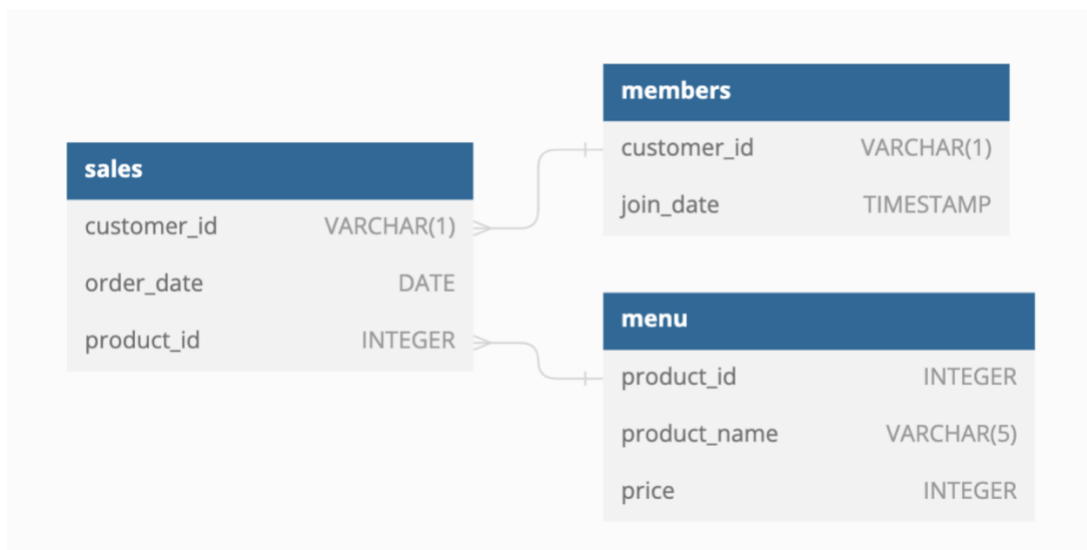 sales
customer_id VARCHAR(1)
order_date DATE
product_id INTEGER
members
customer_id VARCHAR(1)
join_date TIMESTAMP
menu
product_id INTEGER
product_name VARCHAR(5)
price INTEGER